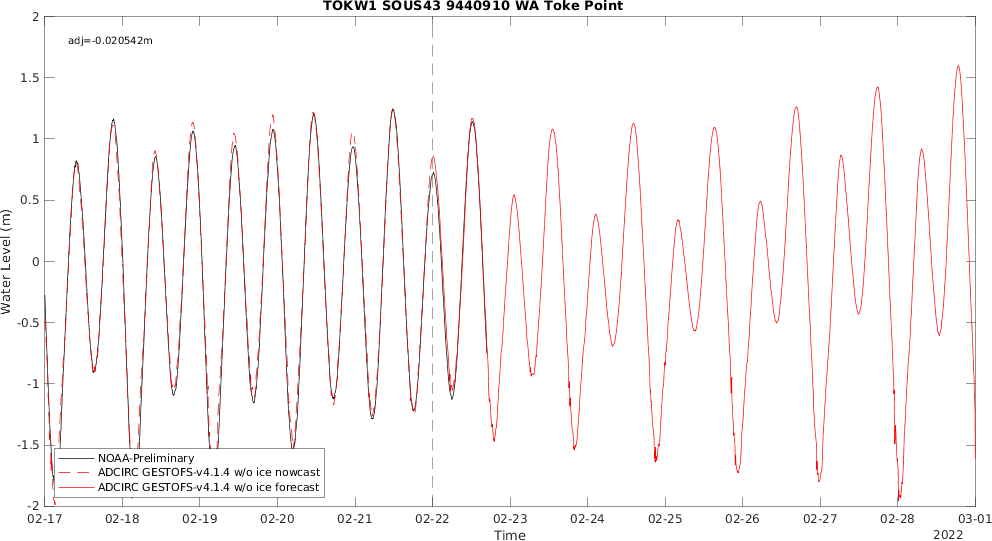 TOKW1 SOUS43 9440910 WA Toke Point
adj=-0.020542m
2
1.5
1
0.5
0
-0.5
-1
-1.5
-2
Water Level (m)
NOAA-Preliminary
ADCIRC GESTOFS-v4.1.4 w/o ice nowcast
ADCIRC GESTOFS-v4.1.4 w/o ice forecast
02-17 02-18 02-19 02-20 02-21 02-22 02-23 02-24 02-25 02-26 02-27 02-28 03-01
Time
2022